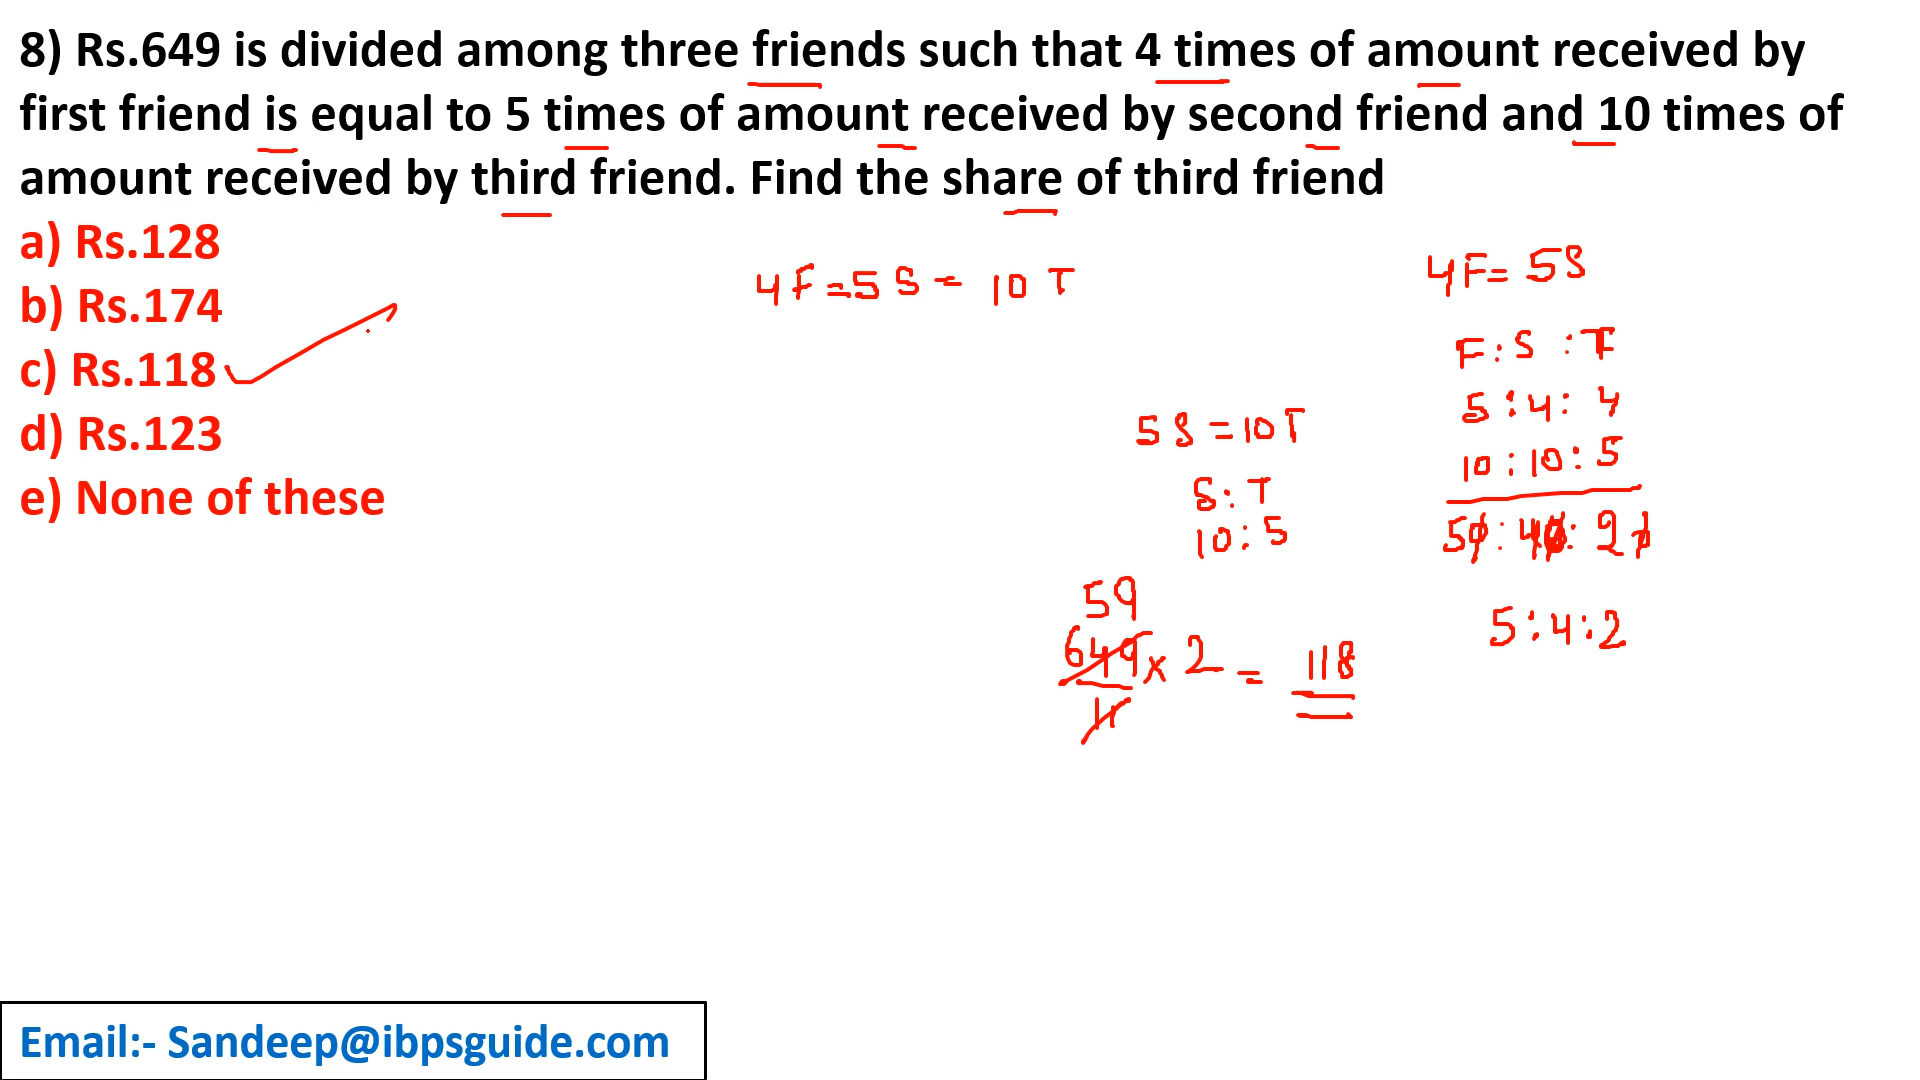 8) Rs.649 is divided among three friends such that 4 times of amount received by
first friend is equal to 5 times of amount received by second friend and 10 times of
amount received by third friend. Find the share of third friend
a) Rs.128
b) Rs.174
c) Rs.118
d) Rs.123
e) None of these
4F=5S=10T
5S=10T
S:T
10:5
59
649/11 x 2 = 118
4F=5S
F:S:T
5:4:4
10:10:5
50:40:20
5:4:2
Email:- Sandeep@ibpsguide.com